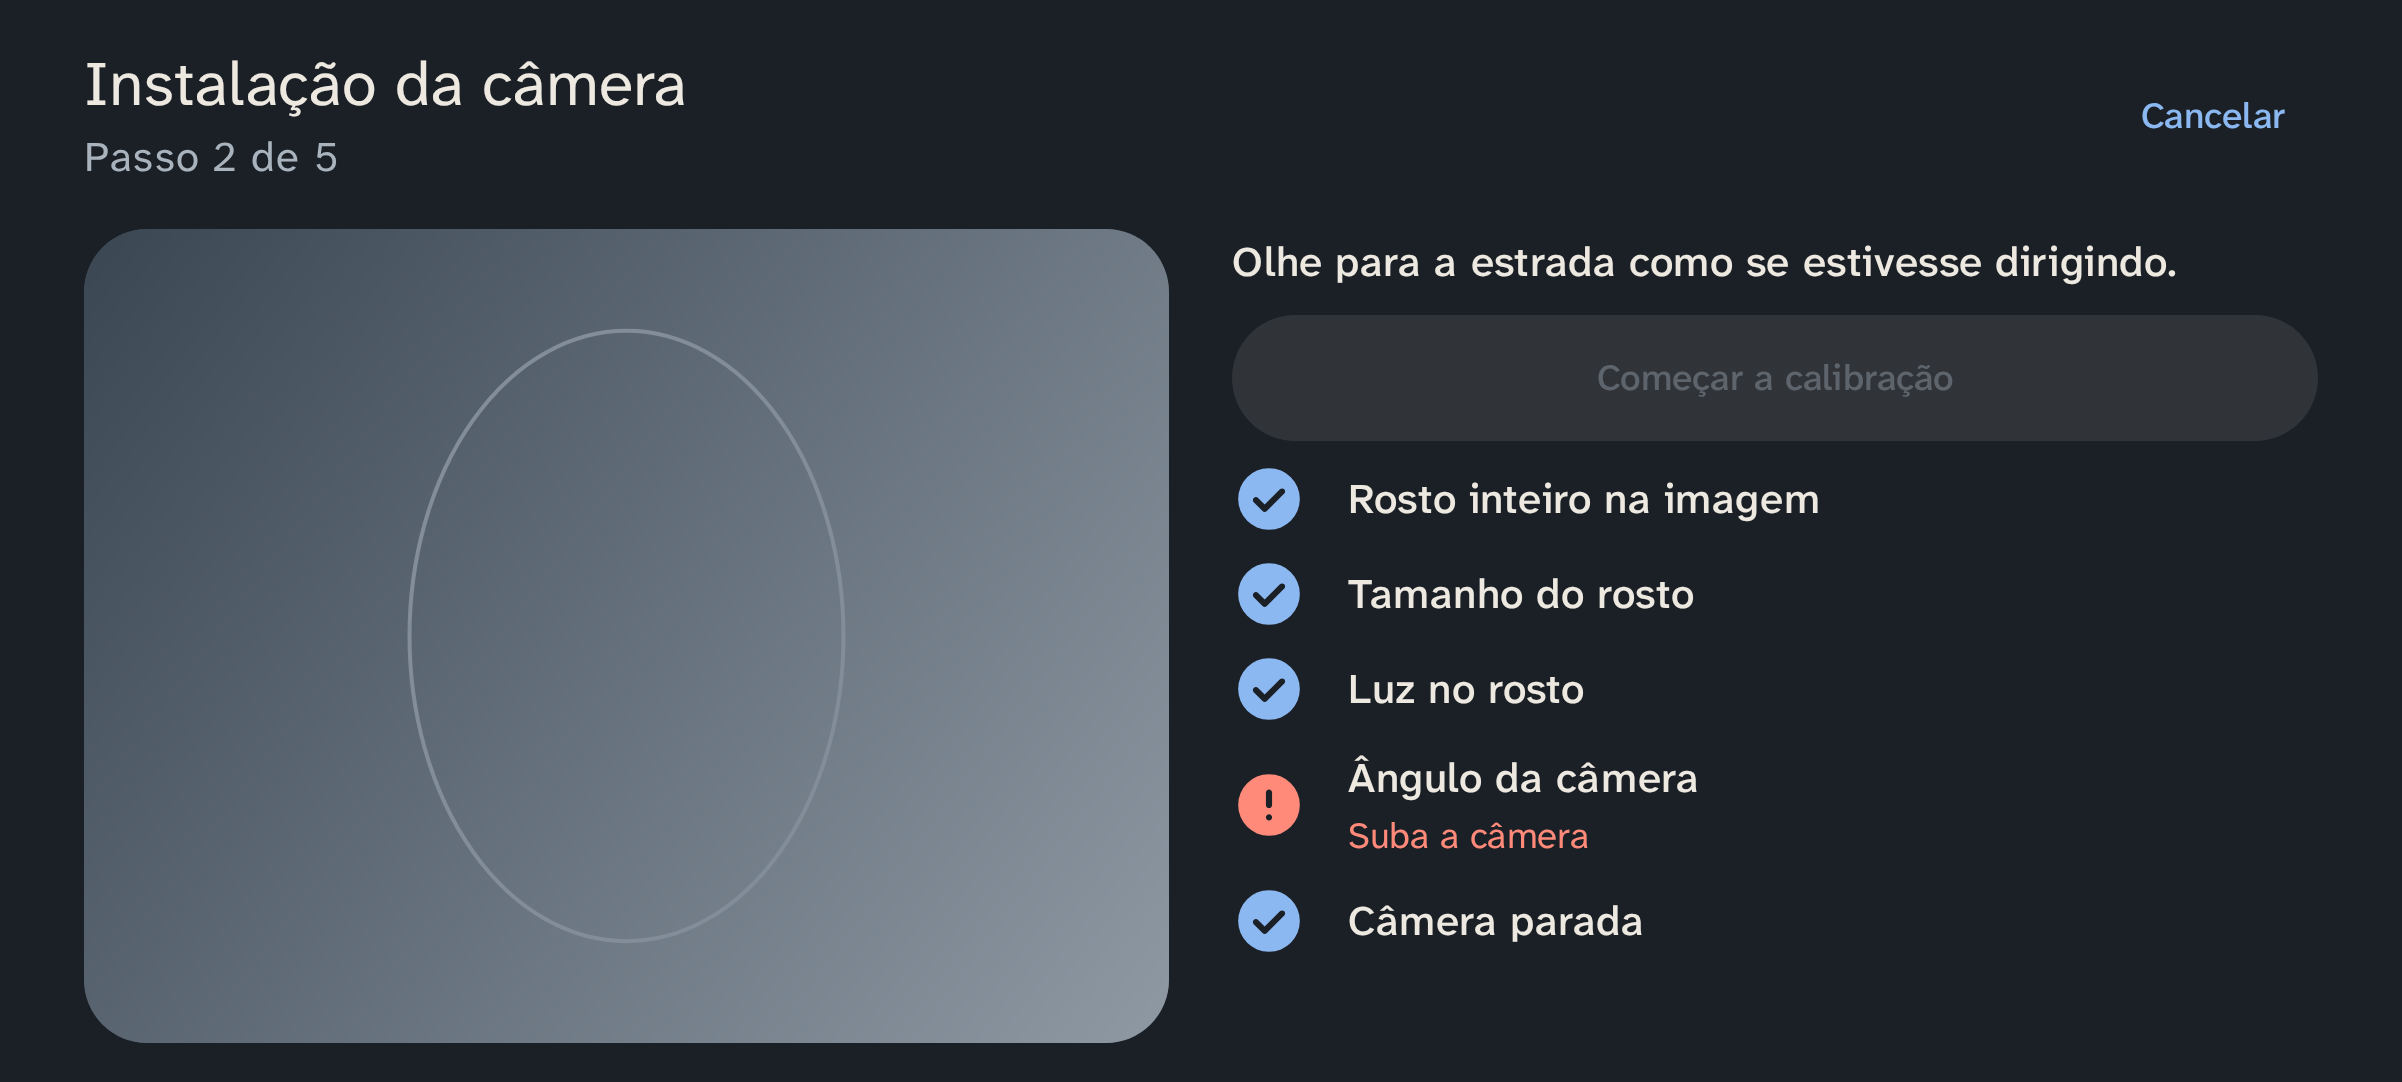 Instalação da câmera
Passo 2 de 5
Cancelar
Olhe para a estrada como se estivesse dirigindo.
Começar a calibração
Rosto inteiro na imagem
Tamanho do rosto
Luz no rosto
Ângulo da câmera
Suba a câmera
Câmera parada